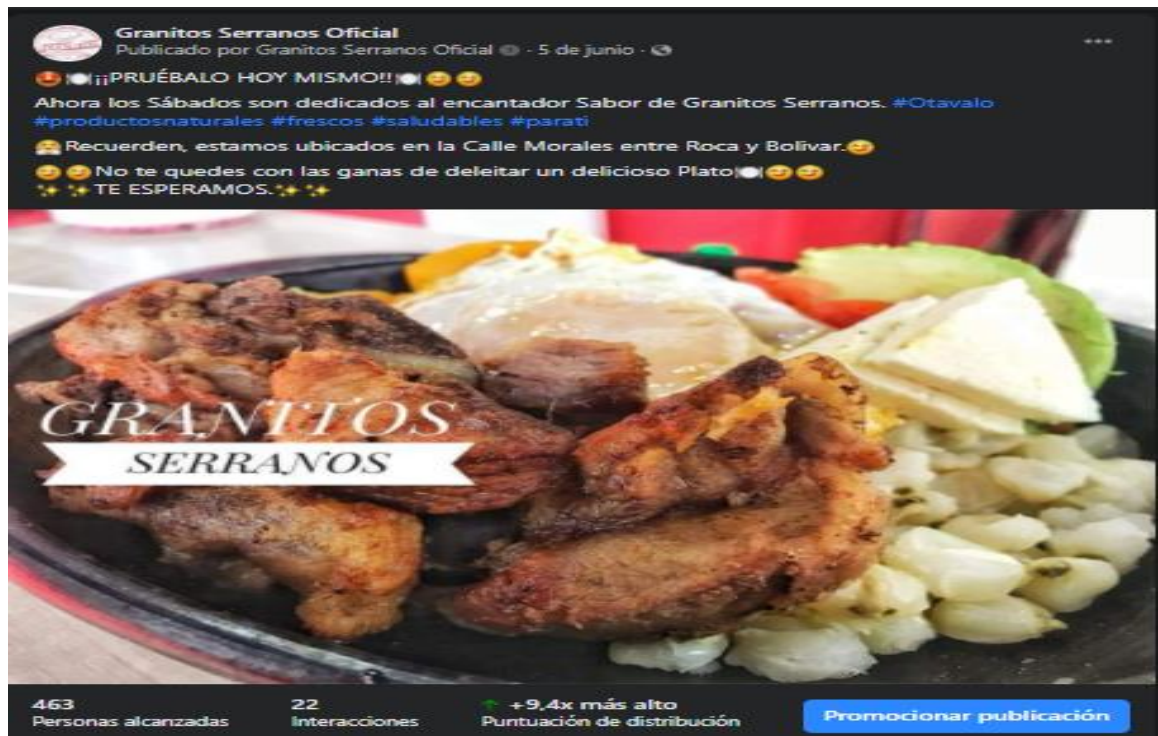 Granitos Serranos Oficial
Publicado por Granitos Serranos Oficial · 5 de junio ·
¡¡PRUÉBALO HOY MISMO!!
Ahora los Sábados son dedicados al encantador Sabor de Granitos Serranos. #Otavalo
#productosnaturales #frescos #saludables #parati
Recuerden, estamos ubicados en la Calle Morales entre Roca y Bolívar.
No te quedes con las ganas de deleitar un delicioso Plato
TE ESPERAMOS.
GRANITOS
SERRANOS
463
Personas alcanzadas
22
Interacciones
+9,4x más alto
Puntuación de distribución
Promocionar publicación